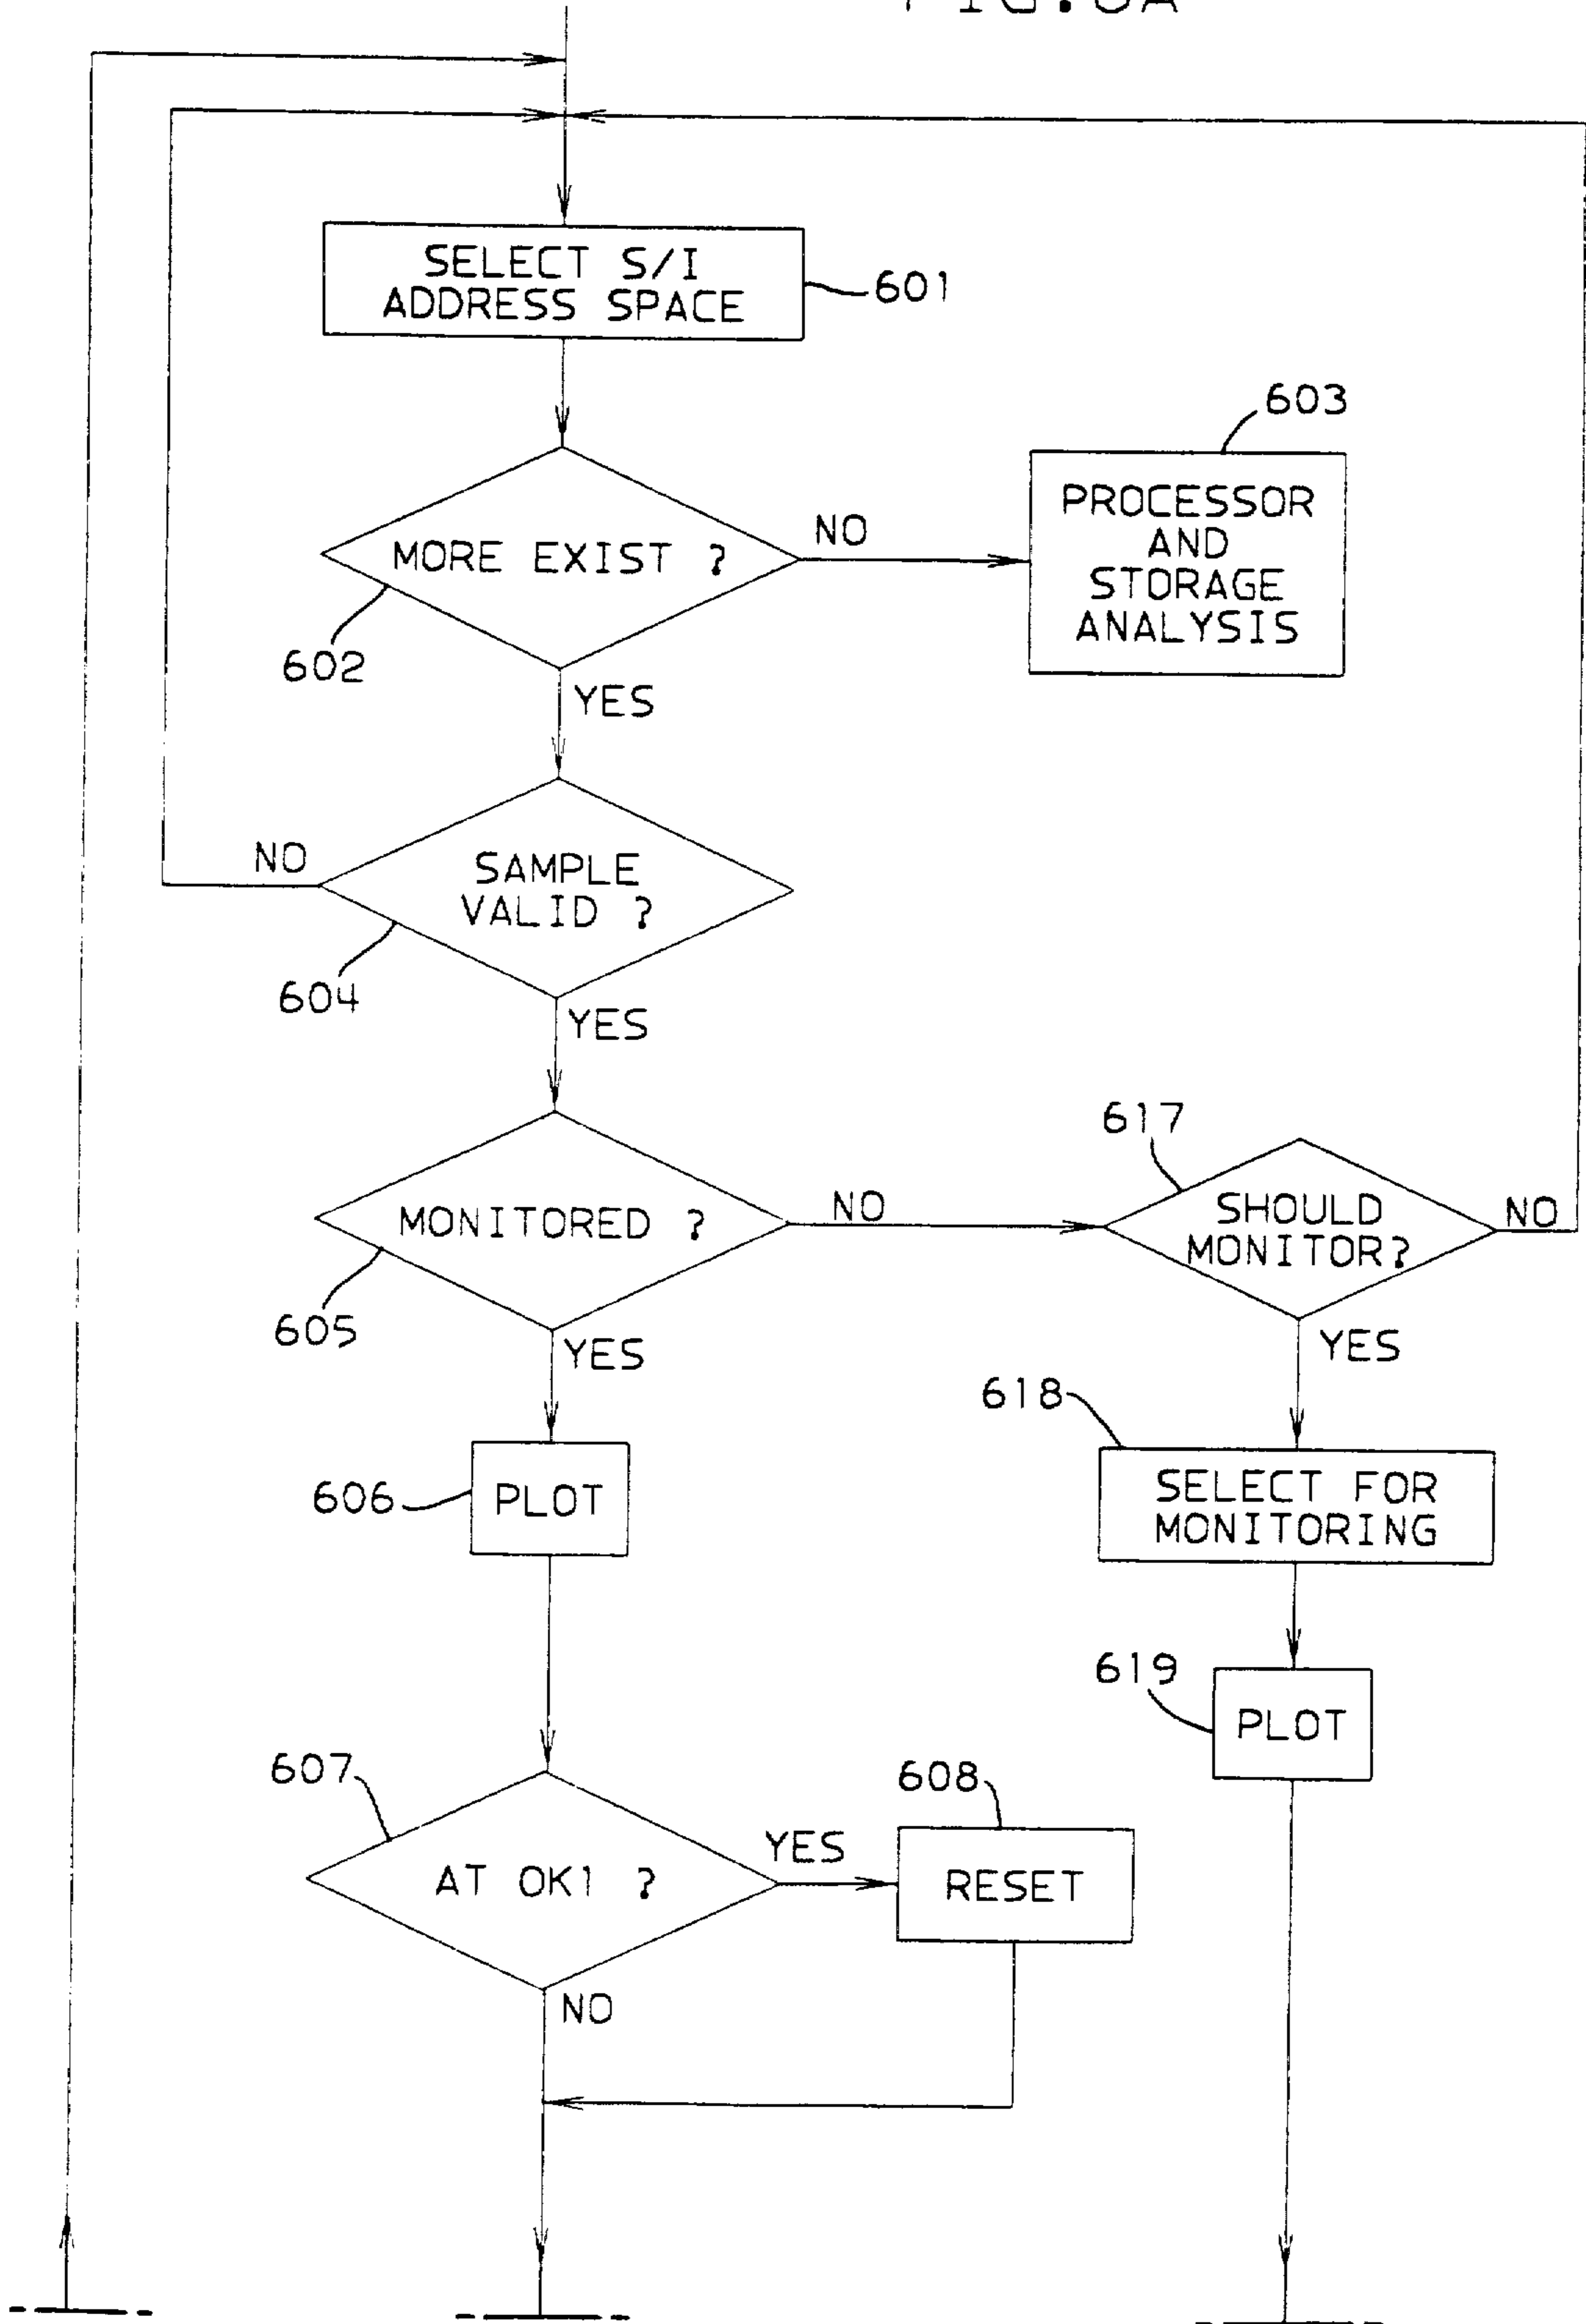 SELECT S/I
ADDRESS SPACE
601
603
PROCESSOR
AND
STORAGE
ANALYSIS
MORE EXIST ?
NO
602
YES
NO
SAMPLE
VALID ?
604
YES
617
MONITORED ?
NO
SHOULD
MONITOR?
NO
605
YES
YES
618
606
PLOT
SELECT FOR
MONITORING
619
PLOT
607
608
AT OK1 ?
YES
RESET
NO